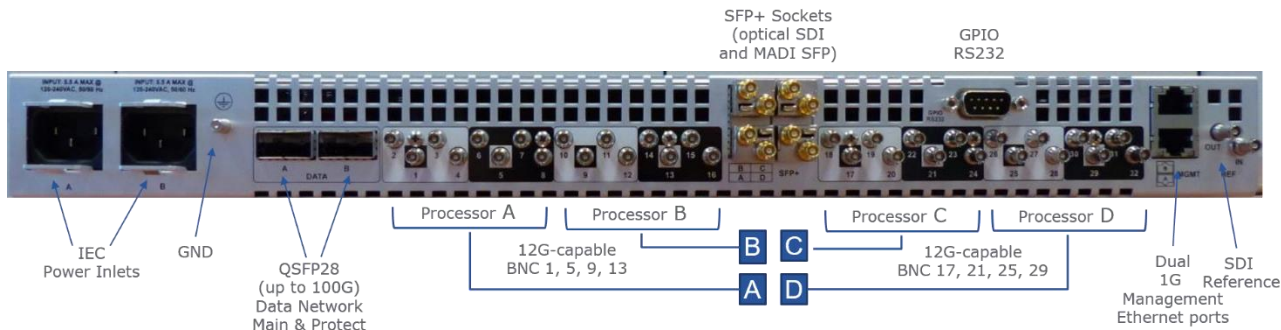 SFP+ Sockets
(optical SDI
and MADI SFP)
GPIO
RS232
INPUT: 3.5 A MAX @
120-240VAC, 50/60 Hz
INPUT: 3.5 A MAX @
120-240VAC, 50/60 Hz
GPIO
RS232
A
B
DATA
2 3 6 7 10 11 14 15
1 4 5 8 9 12 13 16
B C
A D
SFP+
18 19 22 23 26 27 30 31
17 20 21 24 25 28 29 32
MGMT
OUT
IN
REF
A
B
Processor A
Processor B
Processor C
Processor D
IEC
Power Inlets
GND
QSFP28
(up to 100G)
Data Network
Main & Protect
12G-capable
BNC 1, 5, 9, 13
B C
A D
12G-capable
BNC 17, 21, 25, 29
Dual
1G
Management
Ethernet ports
SDI
Reference